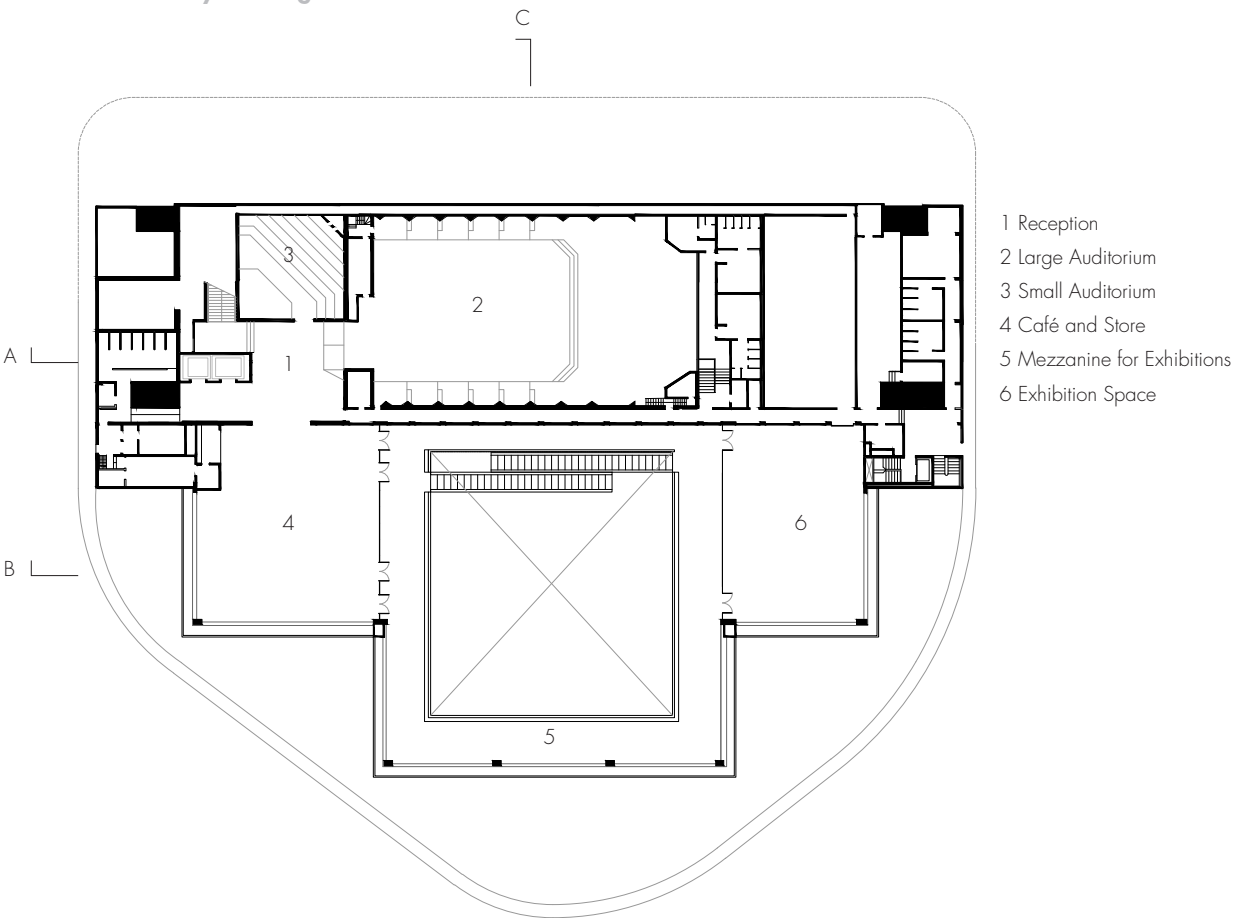 C
A
B
3
2
1
4
6
5
1 Reception
2 Large Auditorium
3 Small Auditorium
4 Café and Store
5 Mezzanine for Exhibitions
6 Exhibition Space